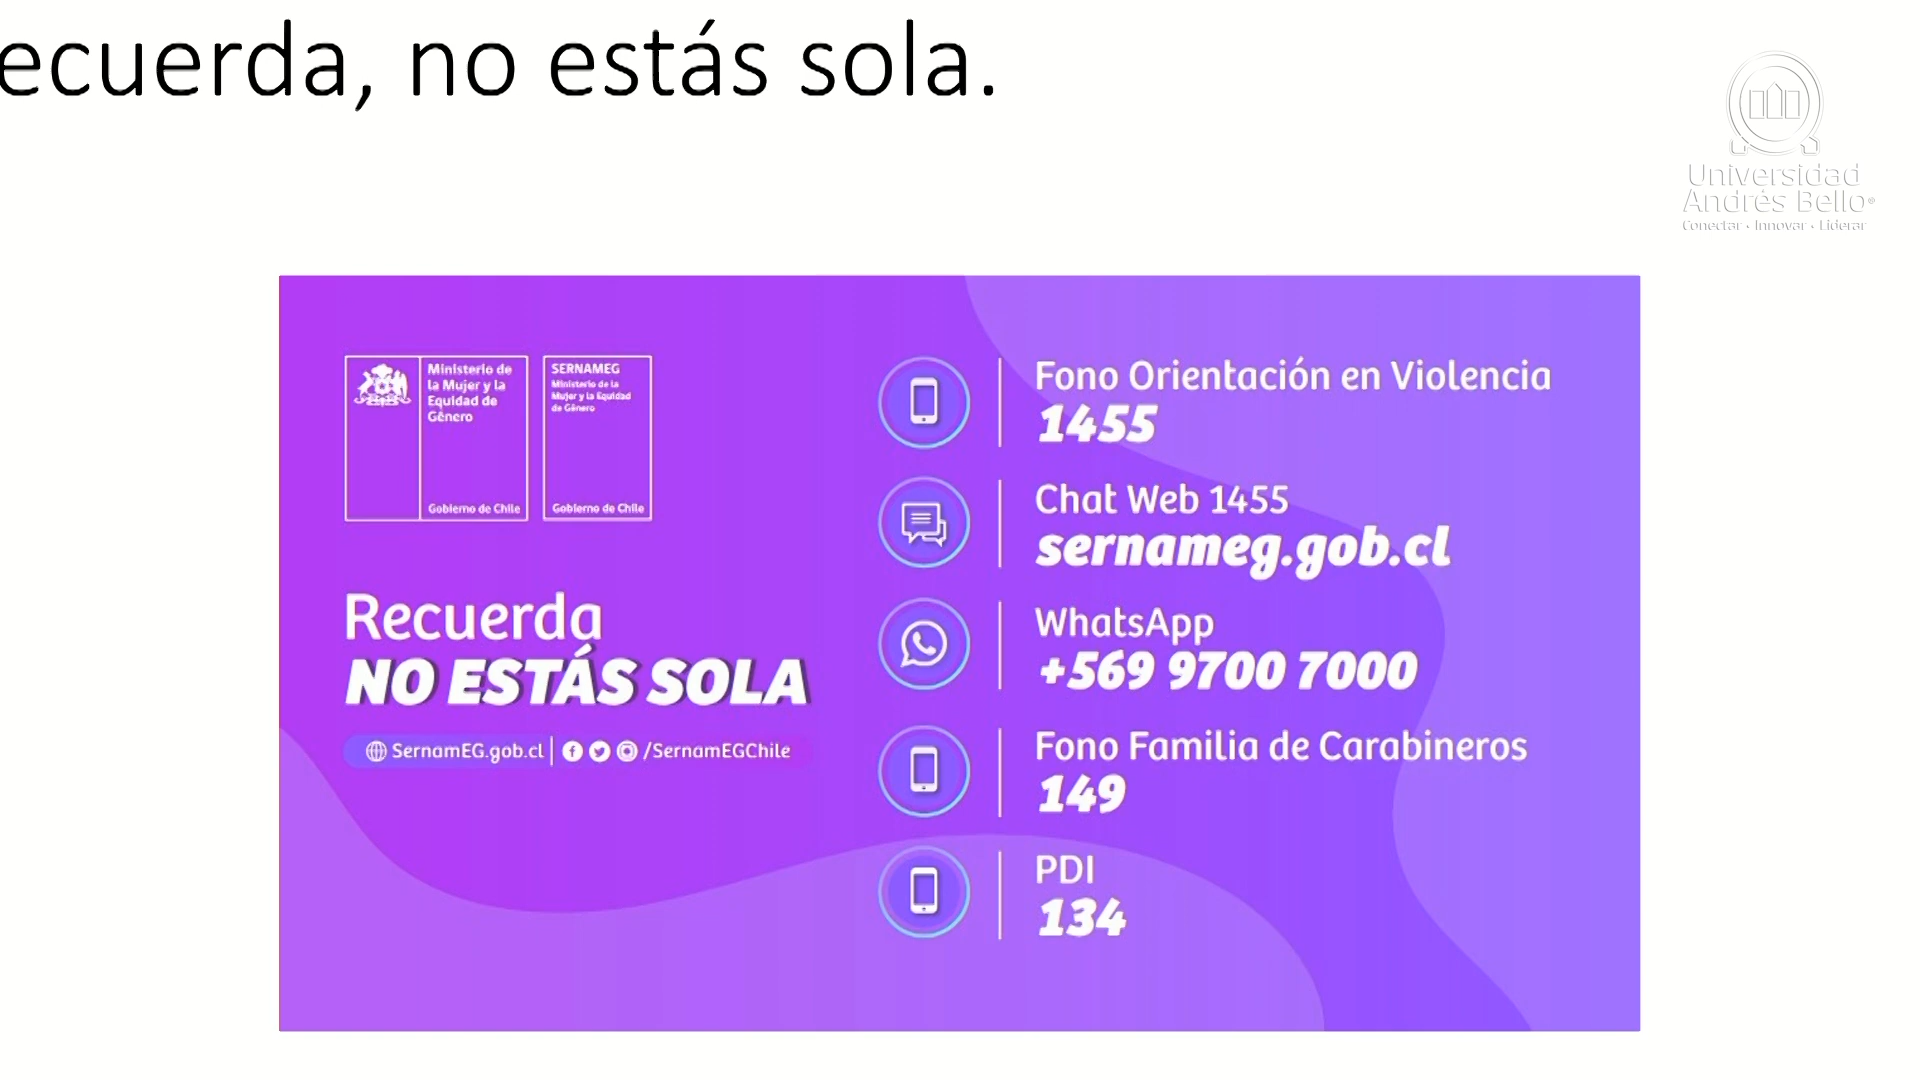 ecuerda, no estás sola.
Universidad
Andrés Bello®
Conectar • Innovar • Liderar
Ministerio de
la Mujer y la
Equidad de
Género
Gobierno de Chile
SERNAMEG
Ministerio de la
Mujer y la Equidad
de Género
Gobierno de Chile
Recuerda
NO ESTÁS SOLA
SernamEG.gob.cl | /SernamEGChile
Fono Orientación en Violencia
1455
Chat Web 1455
sernameg.gob.cl
WhatsApp
+569 9700 7000
Fono Familia de Carabineros
149
PDI
134